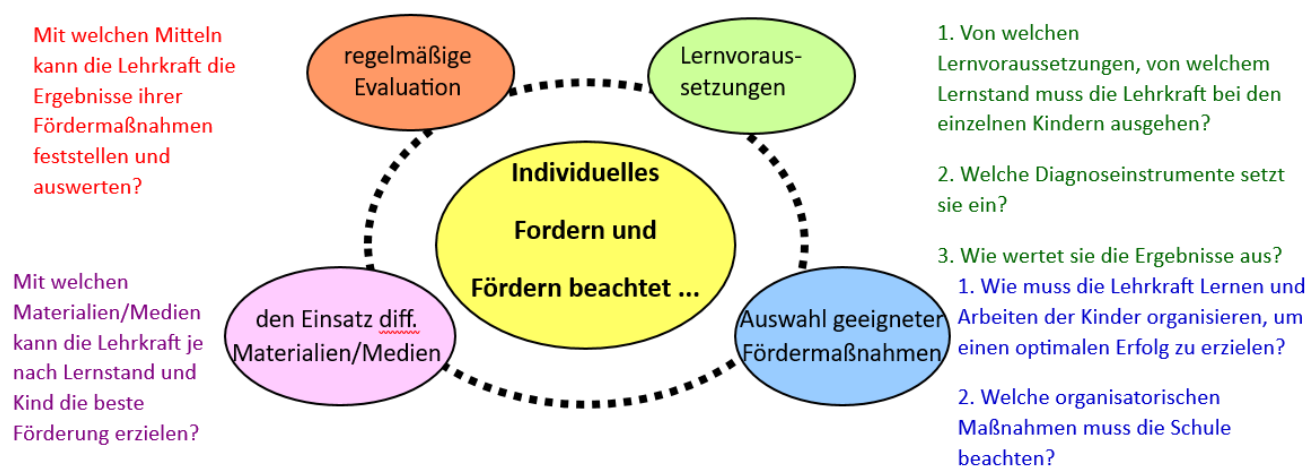 Mit welchen Mitteln
kann die Lehrkraft die
Ergebnisse ihrer
Fördermaßnahmen
feststellen und
auswerten?
regelmäßige
Evaluation
Lernvoraus-
setzungen
1. Von welchen
Lernvoraussetzungen, von welchem
Lernstand muss die Lehrkraft bei den
einzelnen Kindern ausgehen?
2. Welche Diagnoseinstrumente setzt
sie ein?
3. Wie wertet sie die Ergebnisse aus?
Individuelles
Fordern und
Fördern beachtet ...
Mit welchen
Materialien/Medien
kann die Lehrkraft je
nach Lernstand und
Kind die beste
Förderung erzielen?
den Einsatz diff.
Materialien/Medien
Auswahl geeigneter
Fördermaßnahmen
1. Wie muss die Lehrkraft Lernen und
Arbeiten der Kinder organisieren, um
einen optimalen Erfolg zu erzielen?
2. Welche organisatorischen
Maßnahmen muss die Schule
beachten?